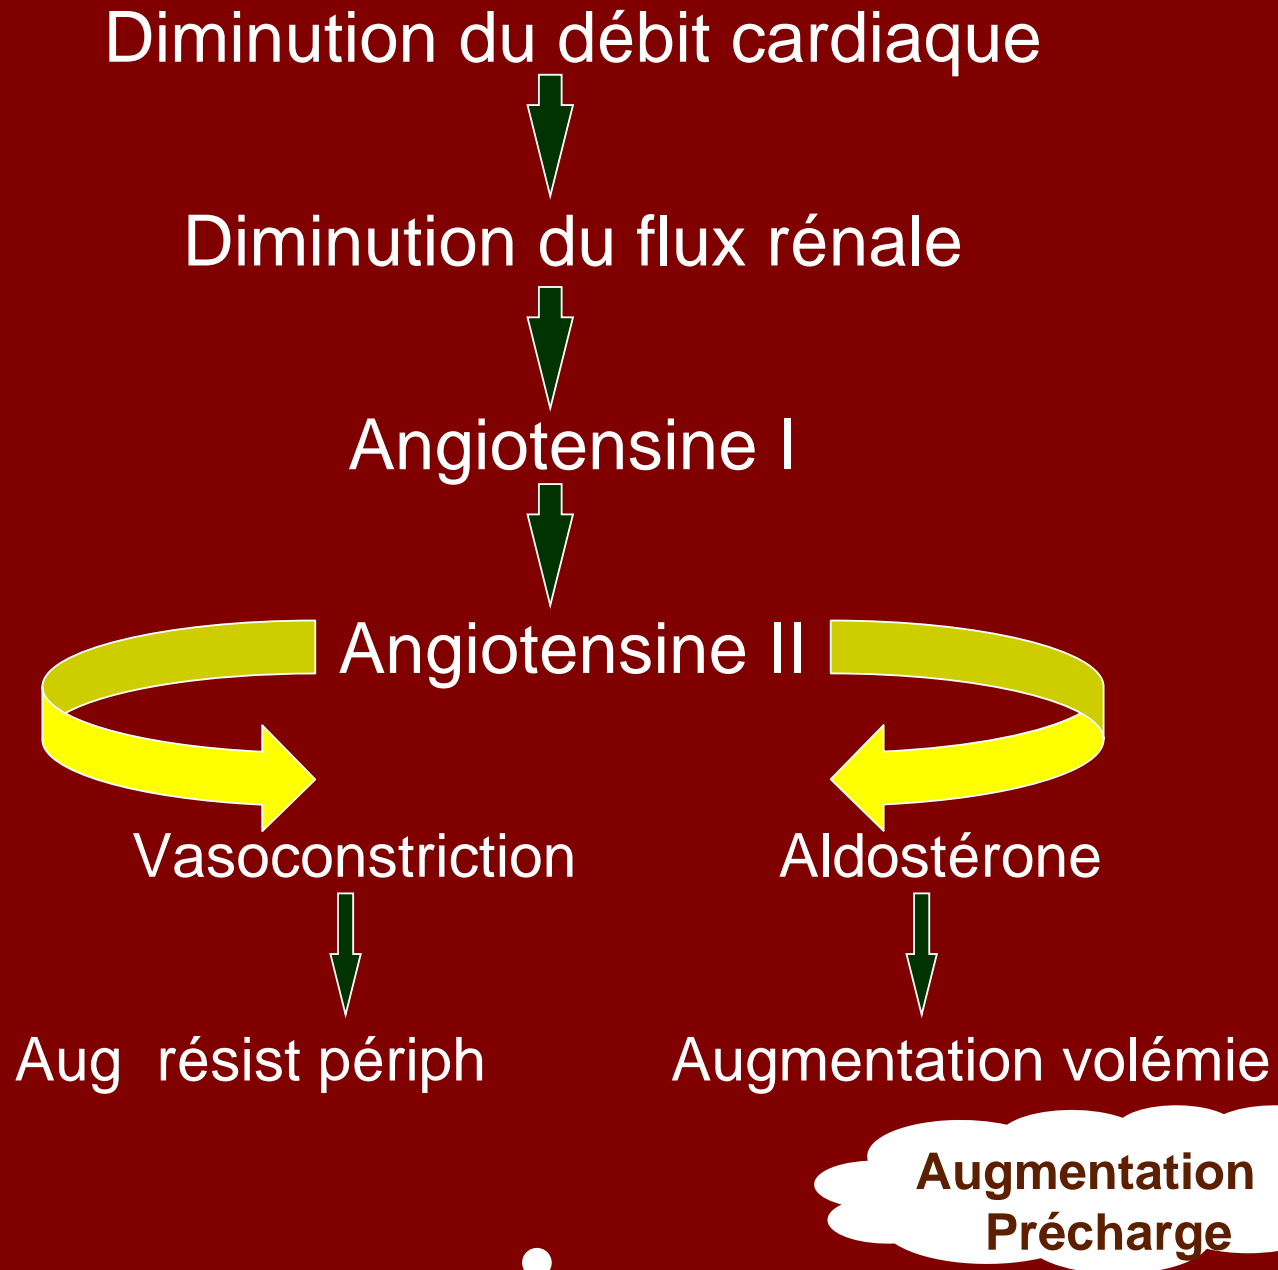 Diminution du débit cardiaque
Diminution du flux rénale
Angiotensine I
Angiotensine II
Vasoconstriction
Aldostérone
Aug  résist périph
Augmentation volémie
Augmentation
Précharge